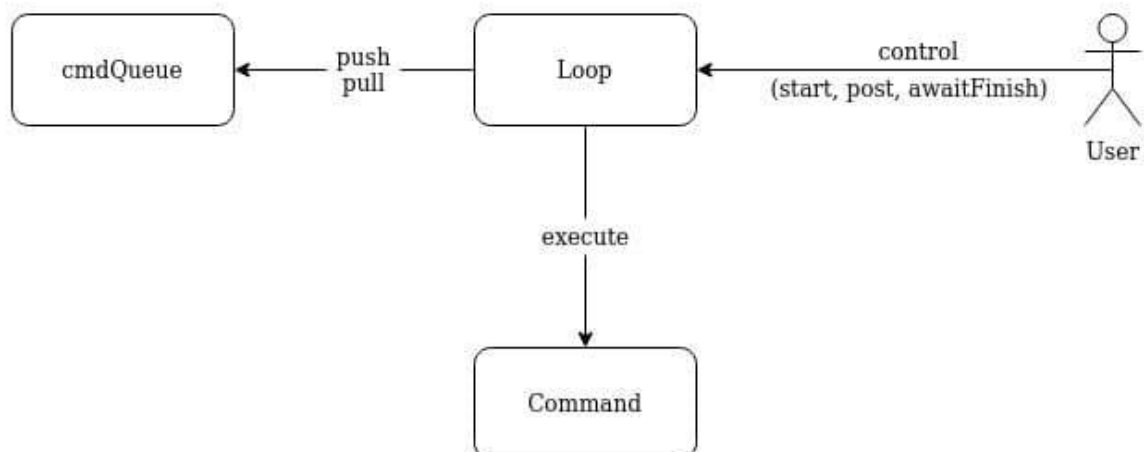 cmdQueue
push
pull
Loop
control
(start, post, awaitFinish)
User
execute
Command